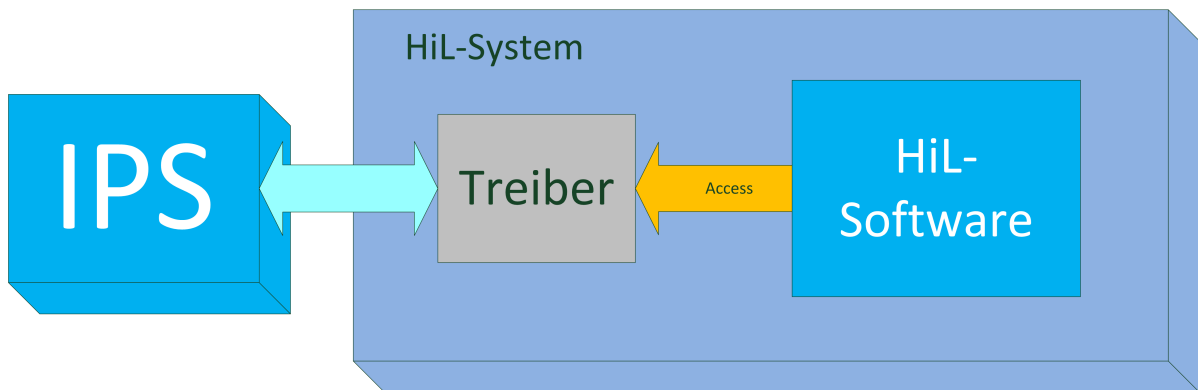 HiL-System
IPS
Treiber
Access
HiL-
Software